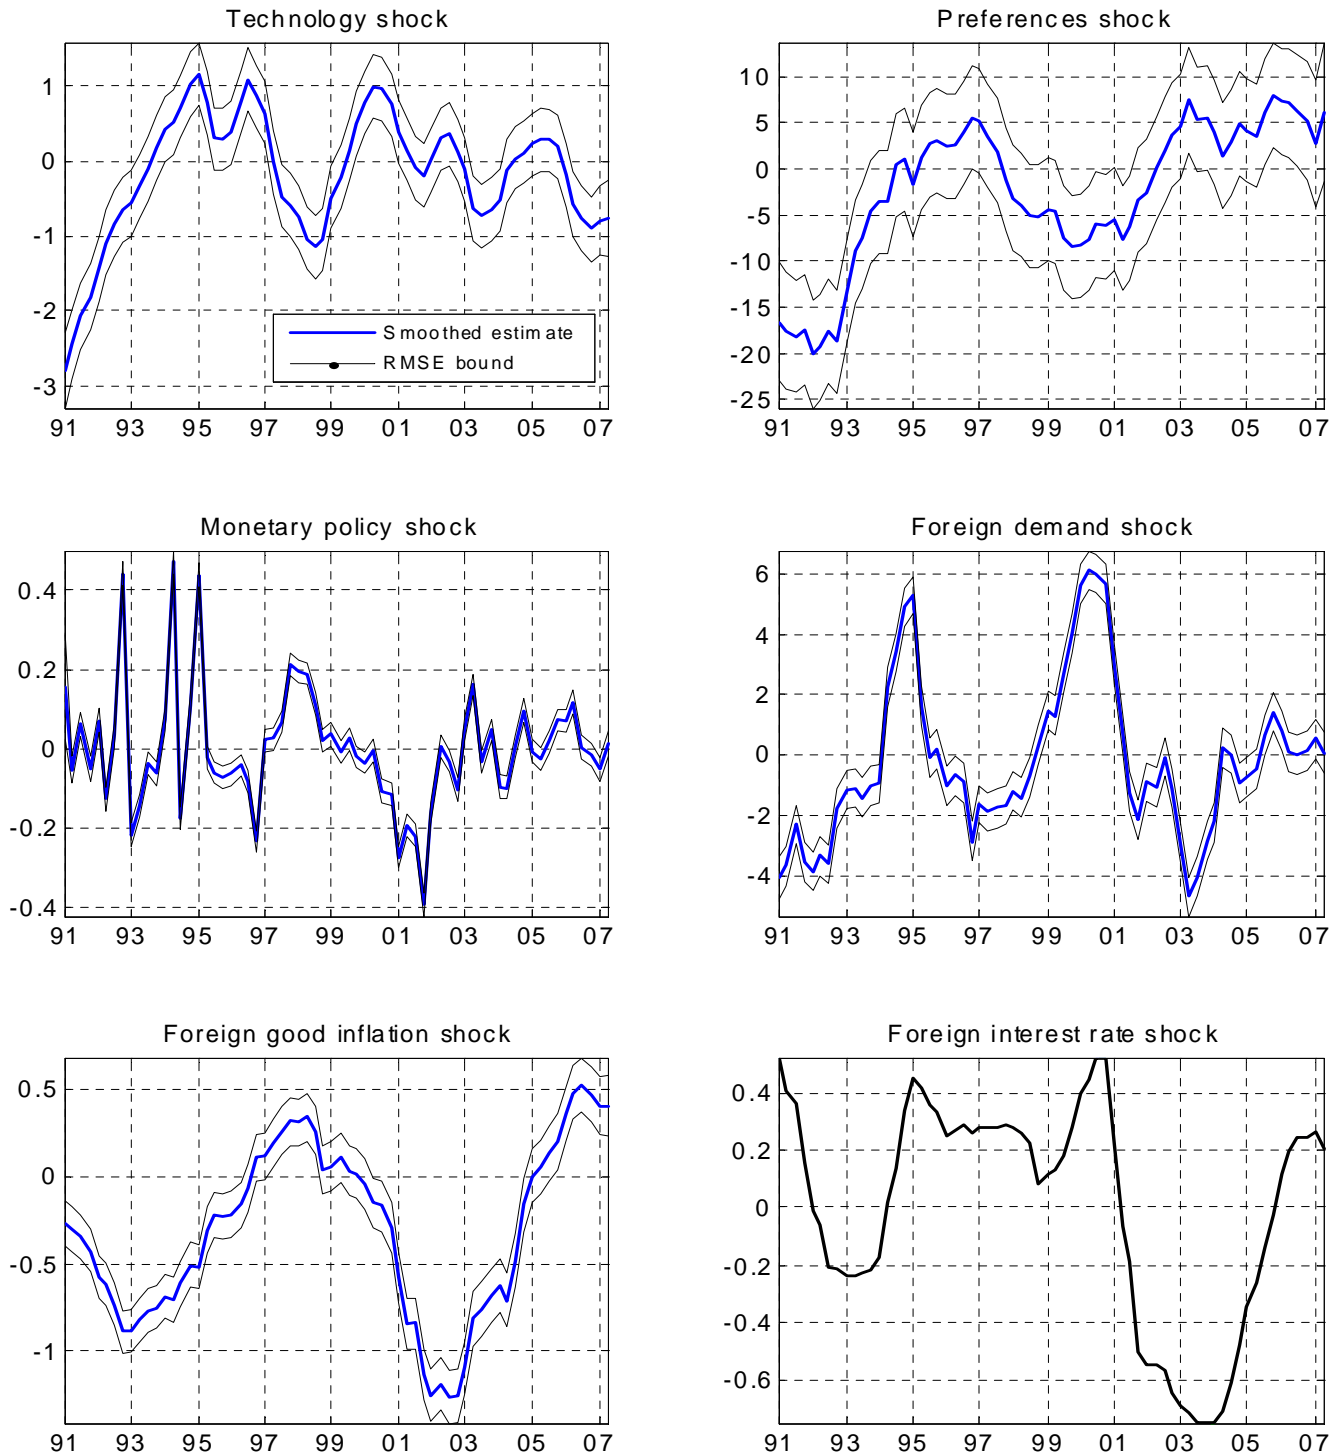 Technology shock
1
0
-1
-2
-3
Smoothed estimate
RMSE bound
91 93 95 97 99 01 03 05 07
Preferences shock
10
5
0
-5
-10
-15
-20
-25
91 93 95 97 99 01 03 05 07
Monetary policy shock
0.4
0.2
0
-0.2
-0.4
91 93 95 97 99 01 03 05 07
Foreign demand shock
6
4
2
0
-2
-4
91 93 95 97 99 01 03 05 07
Foreign good inflation shock
0.5
0
-0.5
-1
91 93 95 97 99 01 03 05 07
Foreign interest rate shock
0.4
0.2
0
-0.2
-0.4
-0.6
91 93 95 97 99 01 03 05 07